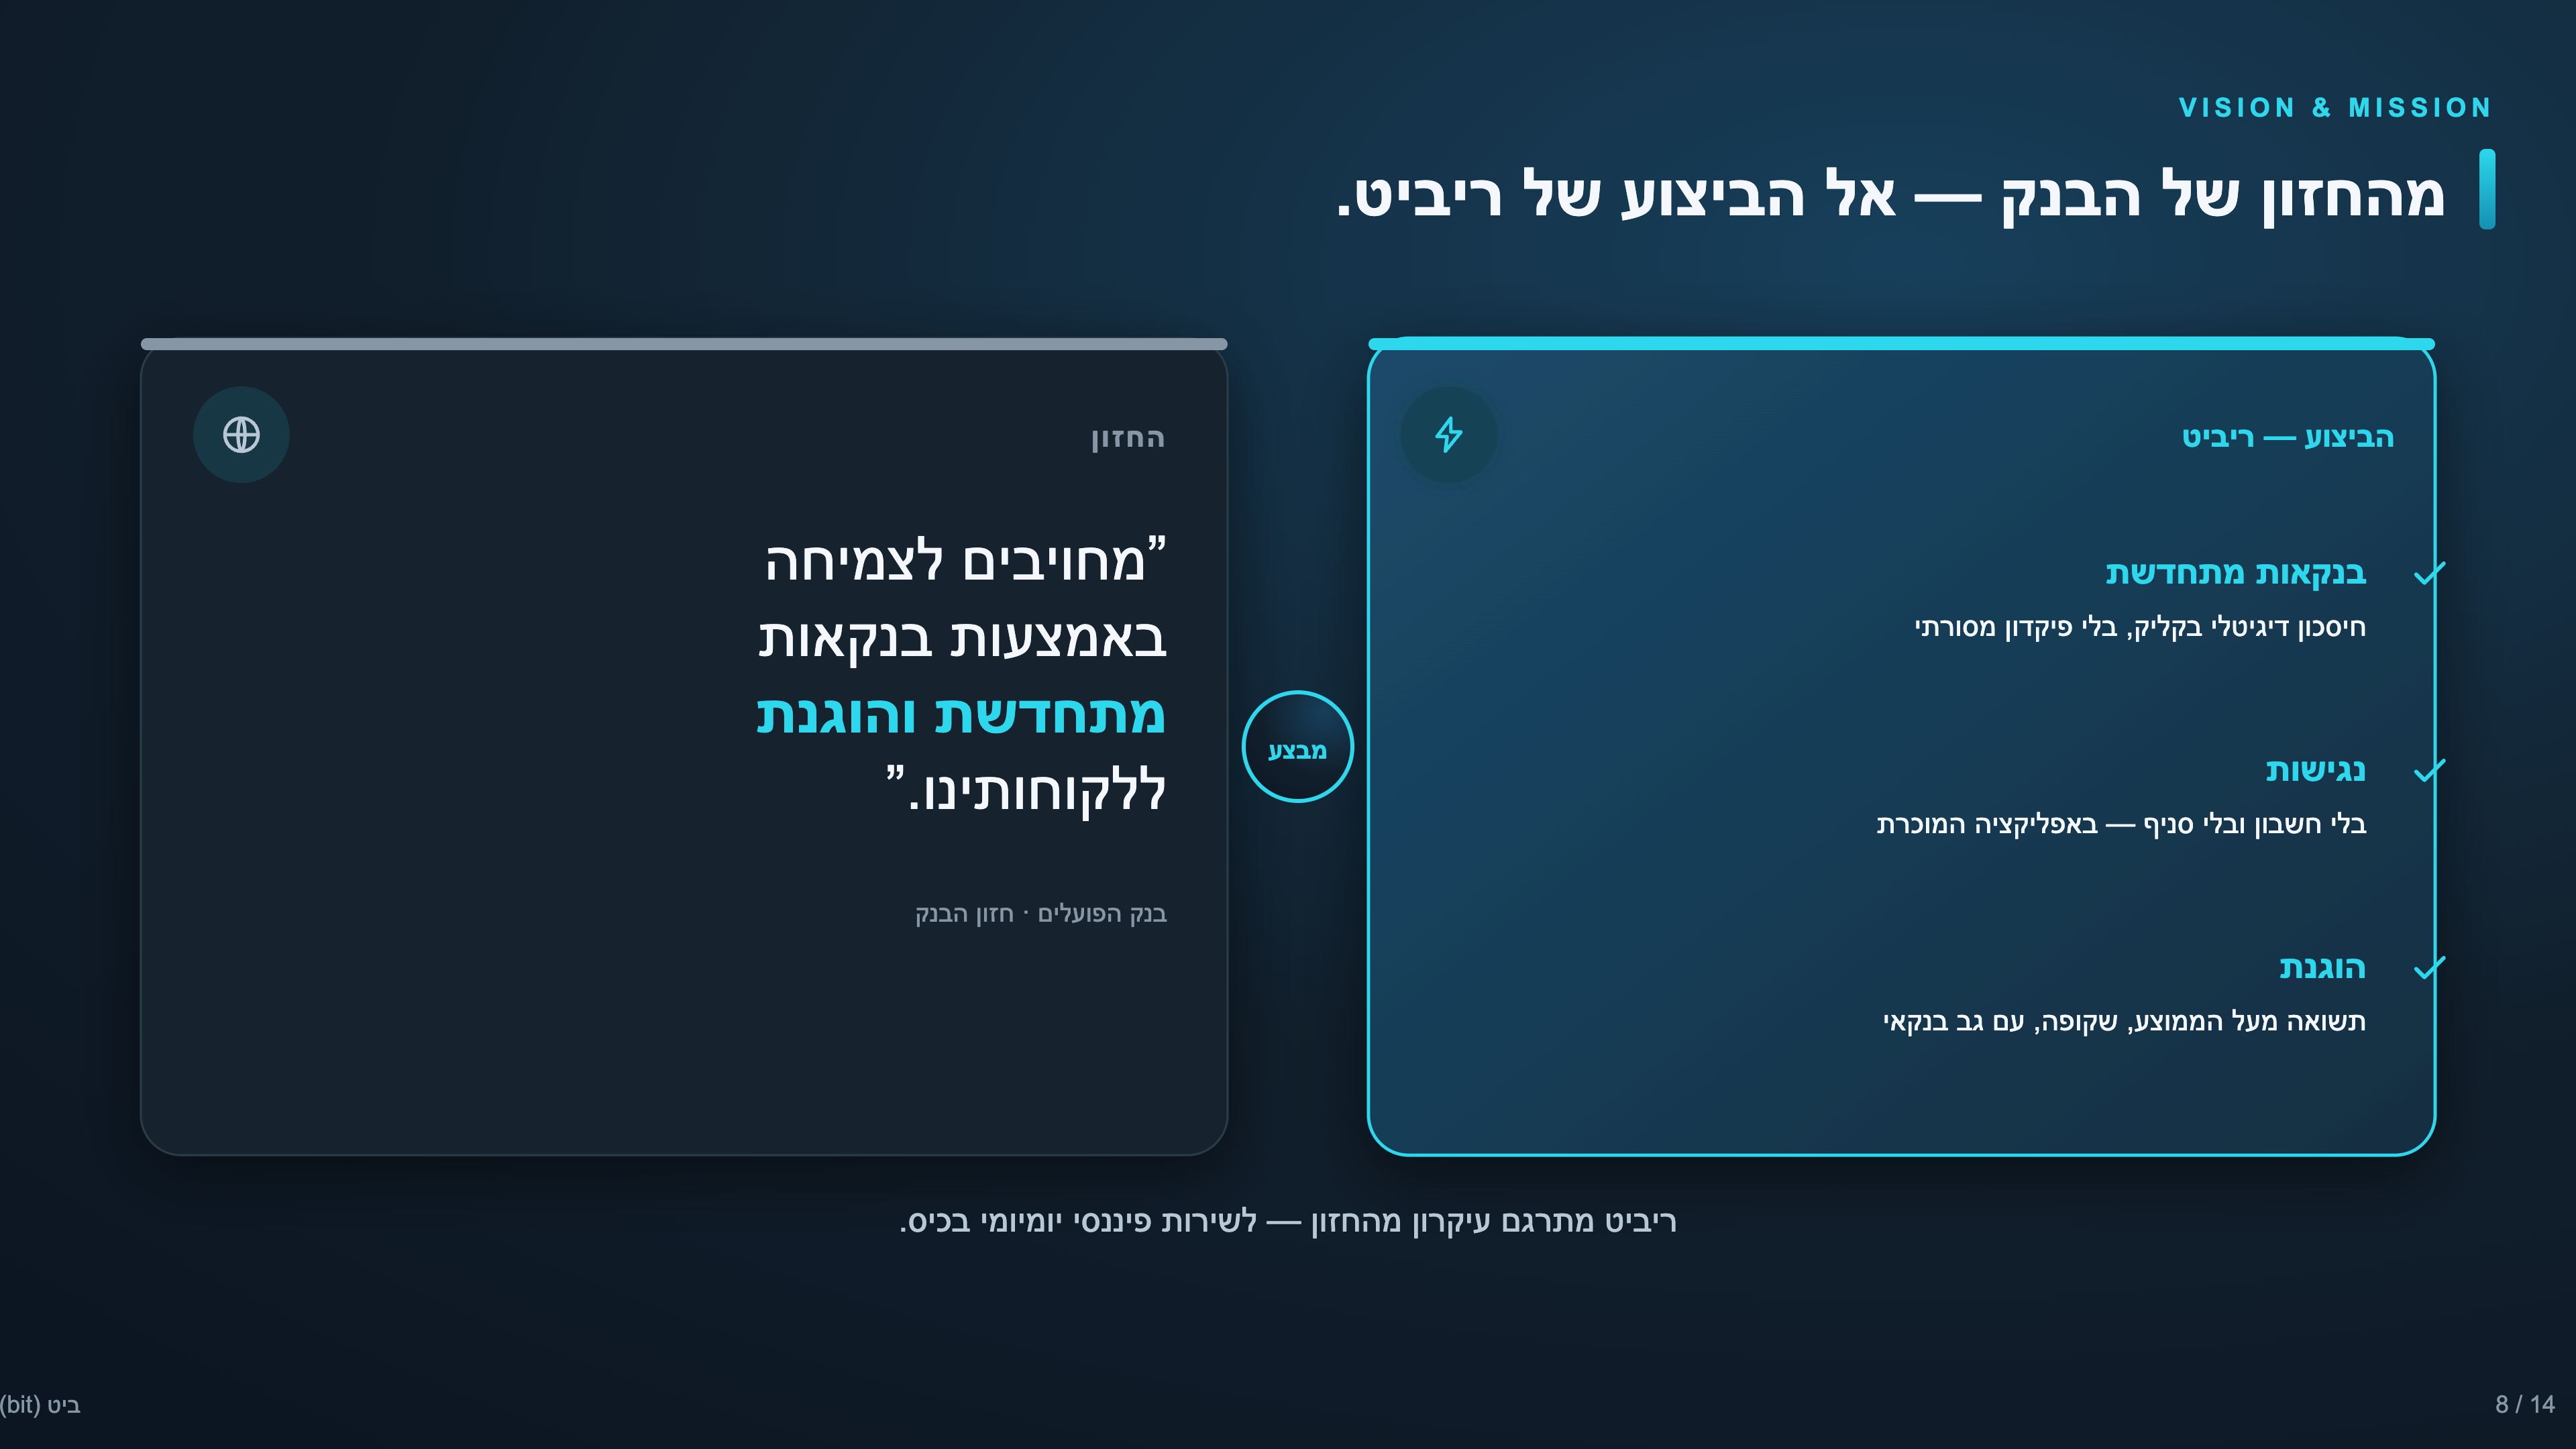 VISION & MISSION
מהחזון של הבנק — אל הביצוע של ריביט.
הביצוע — ריביט
בנקאות מתחדשת
חיסכון דיגיטלי בקליק, בלי פיקדון מסורתי
נגישות
בלי חשבון ובלי סניף — באפליקציה המוכרת
הוגנת
תשואה מעל הממוצע, שקופה, עם גב בנקאי
מבצע
החזון
”מחויבים לצמיחה
באמצעות בנקאות
מתחדשת והוגנת
ללקוחותינו.”
בנק הפועלים · חזון הבנק
ריביט מתרגם עיקרון מהחזון — לשירות פיננסי יומיומי בכיס.
8 / 14
ביט (bit)